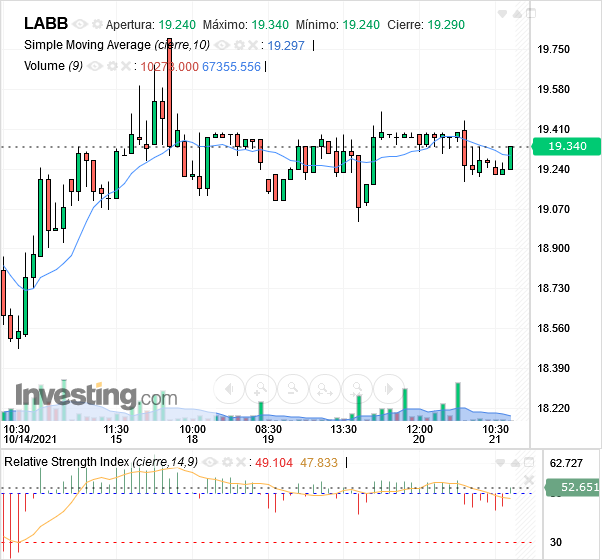 LABB Apertura: 19.240 Máximo: 19.340 Mínimo: 19.240 Cierre: 19.290
Simple Moving Average (cierre,10) : 19.297
Volume (9) : 10273.000 67355.556
19.750
19.580
19.410
19.340
19.240
19.070
18.900
18.730
18.560
18.390
18.220
Investing.com
10:30 11:30 10:00 08:30 13:30 12:00 10:30
10/14/2021 15 18 19 20 21
Relative Strength Index (cierre,14,9) : 49.104 47.833
62.727
52.651
30